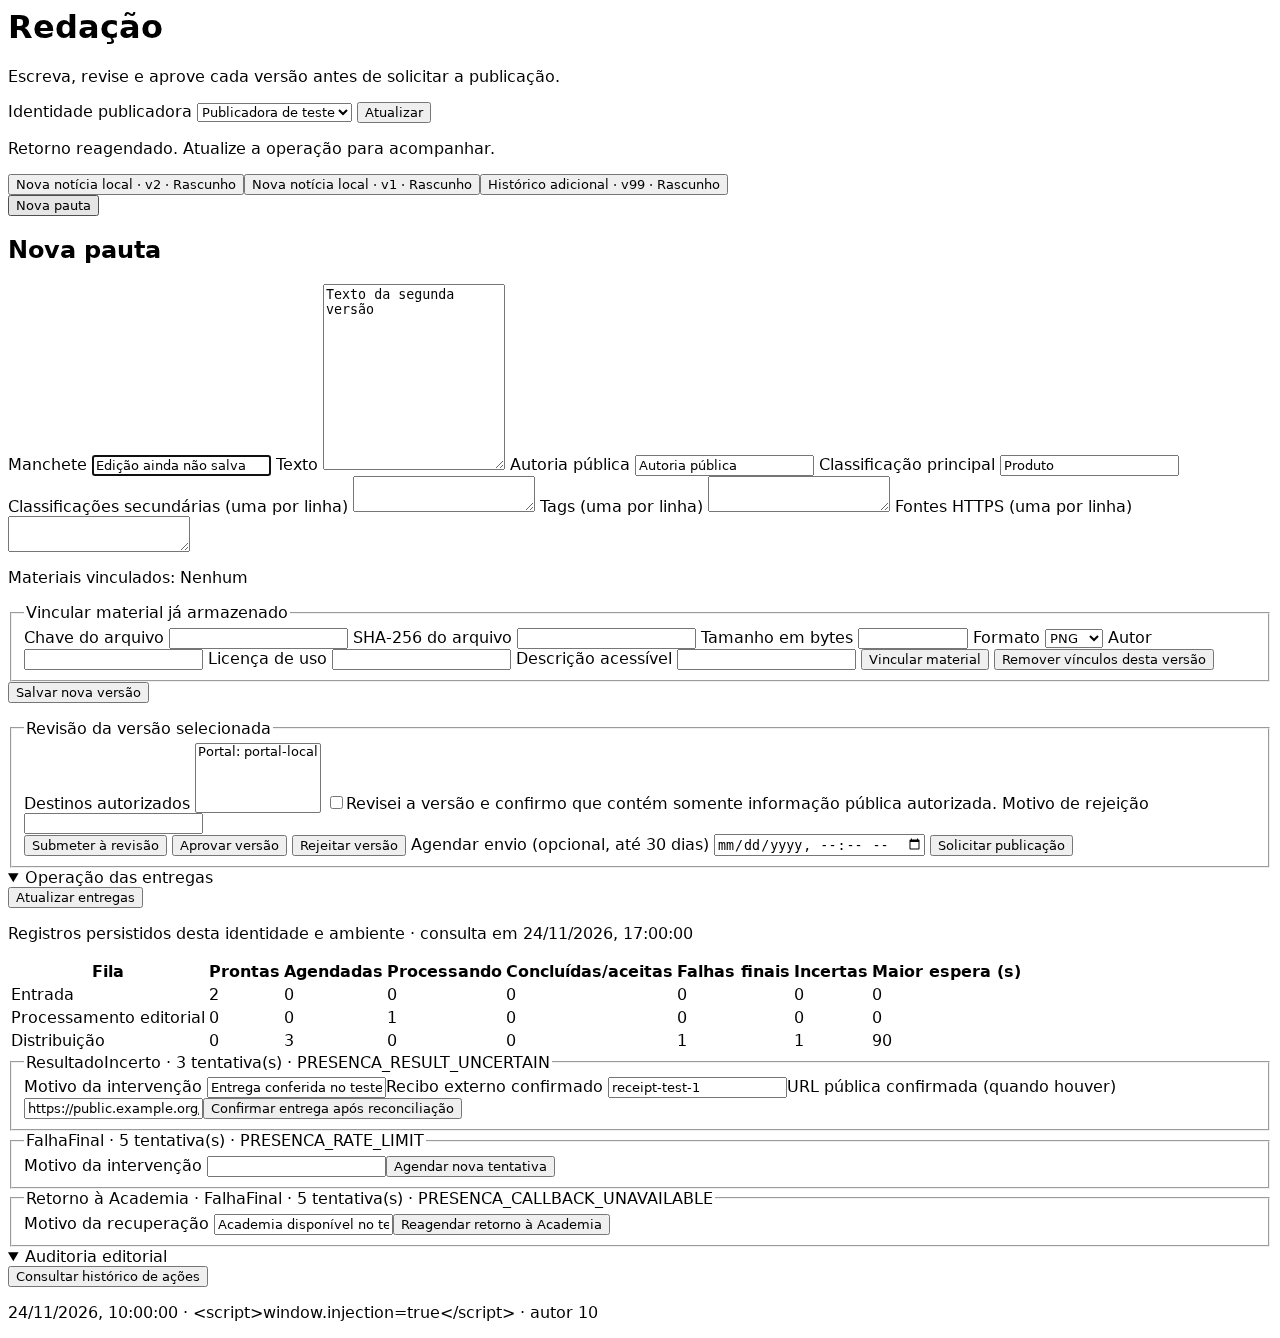 Redação
Escreva, revise e aprove cada versão antes de solicitar a publicação.
Identidade publicadora Publicadora de teste Atualizar
Retorno reagendado. Atualize a operação para acompanhar.
Nova notícia local · v2 · Rascunho Nova notícia local · v1 · Rascunho Histórico adicional · v99 · Rascunho
Nova pauta
Nova pauta
Texto da segunda
versão
Manchete Edição ainda não salva Texto Autoria pública Autoria pública Classificação principal Produto
Classificações secundárias (uma por linha) Tags (uma por linha) Fontes HTTPS (uma por linha)
Materiais vinculados: Nenhum
Vincular material já armazenado
Chave do arquivo SHA-256 do arquivo Tamanho em bytes Formato PNG Autor
Licença de uso Descrição acessível Vincular material Remover vínculos desta versão
Salvar nova versão
Revisão da versão selecionada
Portal: portal-local
Destinos autorizados Revisei a versão e confirmo que contém somente informação pública autorizada. Motivo de rejeição
Submeter à revisão Aprovar versão Rejeitar versão Agendar envio (opcional, até 30 dias) mm/dd/yyyy, --:-- -- Solicitar publicação
Operação das entregas
Atualizar entregas
Registros persistidos desta identidade e ambiente · consulta em 24/11/2026, 17:00:00
Fila Prontas Agendadas Processando Concluídas/aceitas Falhas finais Incertas Maior espera (s)
Entrada 2 0 0 0 0 0 0
Processamento editorial 0 0 1 0 0 0 0
Distribuição 0 3 0 0 1 1 90
ResultadoIncerto · 3 tentativa(s) · PRESENCA_RESULT_UNCERTAIN
Motivo da intervenção Entrega conferida no teste Recibo externo confirmado receipt-test-1 URL pública confirmada (quando houver)
https://public.example.org Confirmar entrega após reconciliação
FalhaFinal · 5 tentativa(s) · PRESENCA_RATE_LIMIT
Motivo da intervenção Agendar nova tentativa
Retorno à Academia · FalhaFinal · 5 tentativa(s) · PRESENCA_CALLBACK_UNAVAILABLE
Motivo da recuperação Academia disponível no te Reagendar retorno à Academia
Auditoria editorial
Consultar histórico de ações
24/11/2026, 10:00:00 · <script>window.injection=true</script> · autor 10